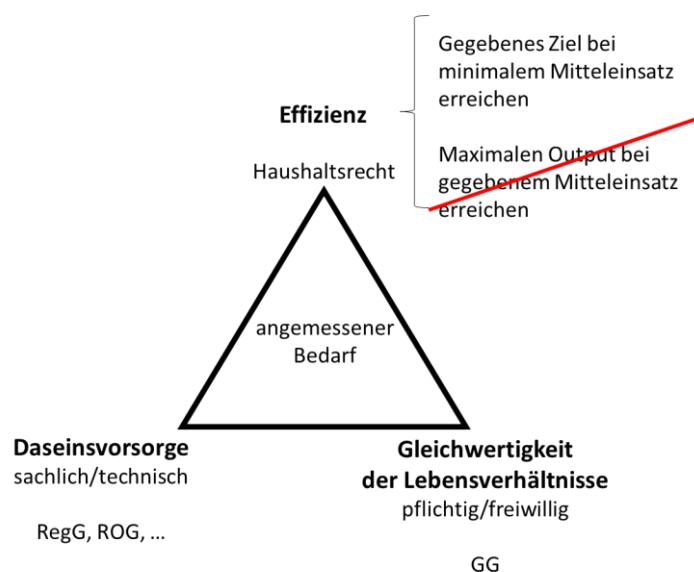 Gegebenes Ziel bei
minimalem Mitteleinsatz
erreichen
Effizienz
Maximalen Output bei
gegebenem Mitteleinsatz
erreichen
Haushaltsrecht
angemessener
Bedarf
Daseinsvorsorge
sachlich/technisch
RegG, ROG, ...
Gleichwertigkeit
der Lebensverhältnisse
pflichtig/freiwillig
GG